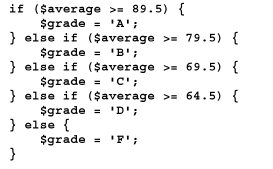 if ($average >= 89.5) {
    $grade = 'A';
} else if ($average >= 79.5) {
    $grade = 'B';
} else if ($average >= 69.5) {
    $grade = 'C';
} else if ($average >= 64.5) {
    $grade = 'D';
} else {
    $grade = 'F';
}